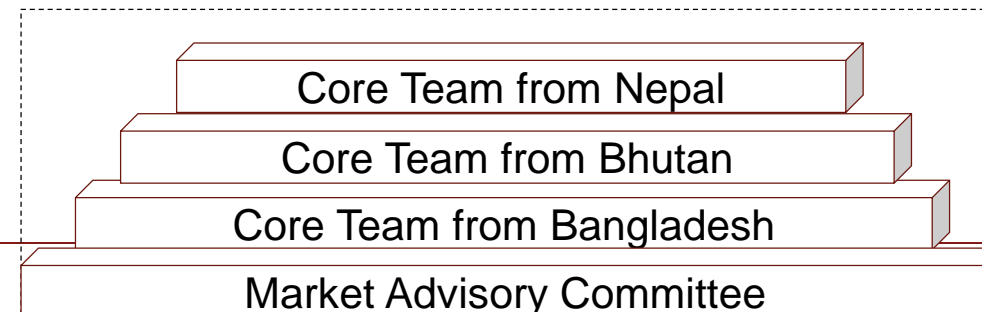 Core Team from Nepal
Core Team from Bhutan
Core Team from Bangladesh
Market Advisory Committee